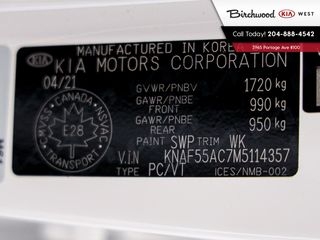 Birchwood KIA WEST
Call Today! 204-888-4542
3965 Portage Ave R100
MANUFACTURED IN KOREA
KIA KIA MOTORS CORPORATION
04/21 GVWR/PNBV 1720 kg
GAWR/PNBE FRONT 990 kg
GAWR/PNBE REAR 950 kg
CANADA
MVSS NSVAC
E28
TRANSPORT
PAINT SWP TRIM WK
V.I.N KNAF55AC7M5114357
TYPE PC/VT ICES/NMB-002